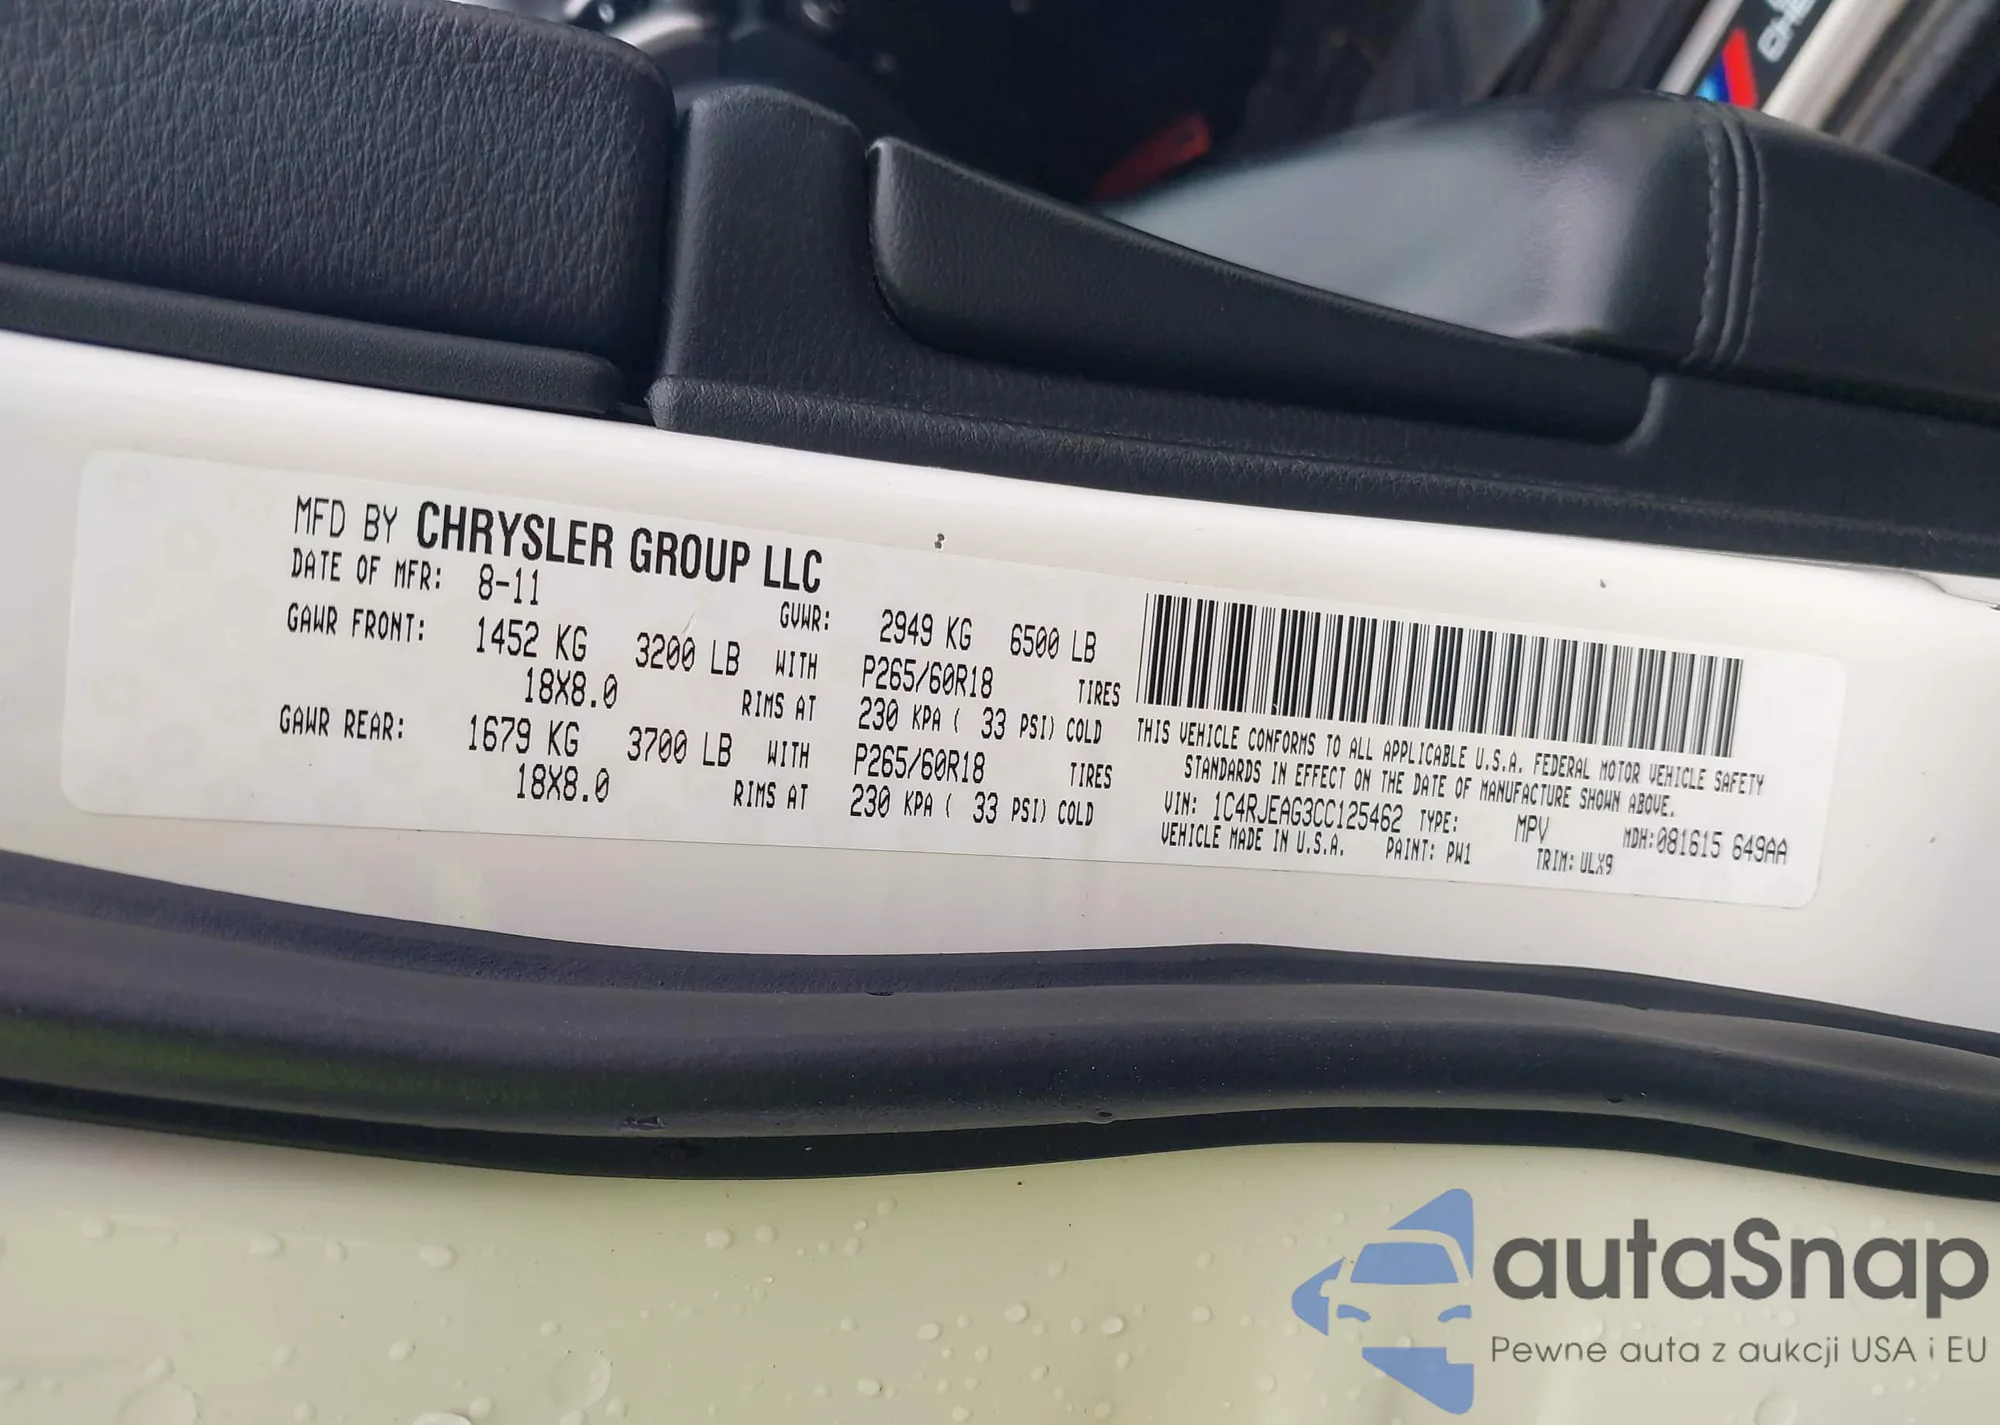 MFD BY CHRYSLER GROUP LLC
DATE OF MFR: 8-11 GVWR: 2949 KG 6500 LB
GAWR FRONT: 1452 KG 3200 LB WITH P265/60R18 TIRES
18X8.0 RIMS AT 230 KPA ( 33 PSI) COLD
GAWR REAR: 1679 KG 3700 LB WITH P265/60R18 TIRES
18X8.0 RIMS AT 230 KPA ( 33 PSI) COLD
THIS VEHICLE CONFORMS TO ALL APPLICABLE U.S.A. FEDERAL MOTOR VEHICLE SAFETY
STANDARDS IN EFFECT ON THE DATE OF MANUFACTURE SHOWN ABOVE.
VIN: 1C4RJEAG3CC125462 TYPE: MPV MDH:081615 649AA
VEHICLE MADE IN U.S.A. PAINT: PW1 TRIM: ULX9
autaSnap
Pewne auta z aukcji USA i EU